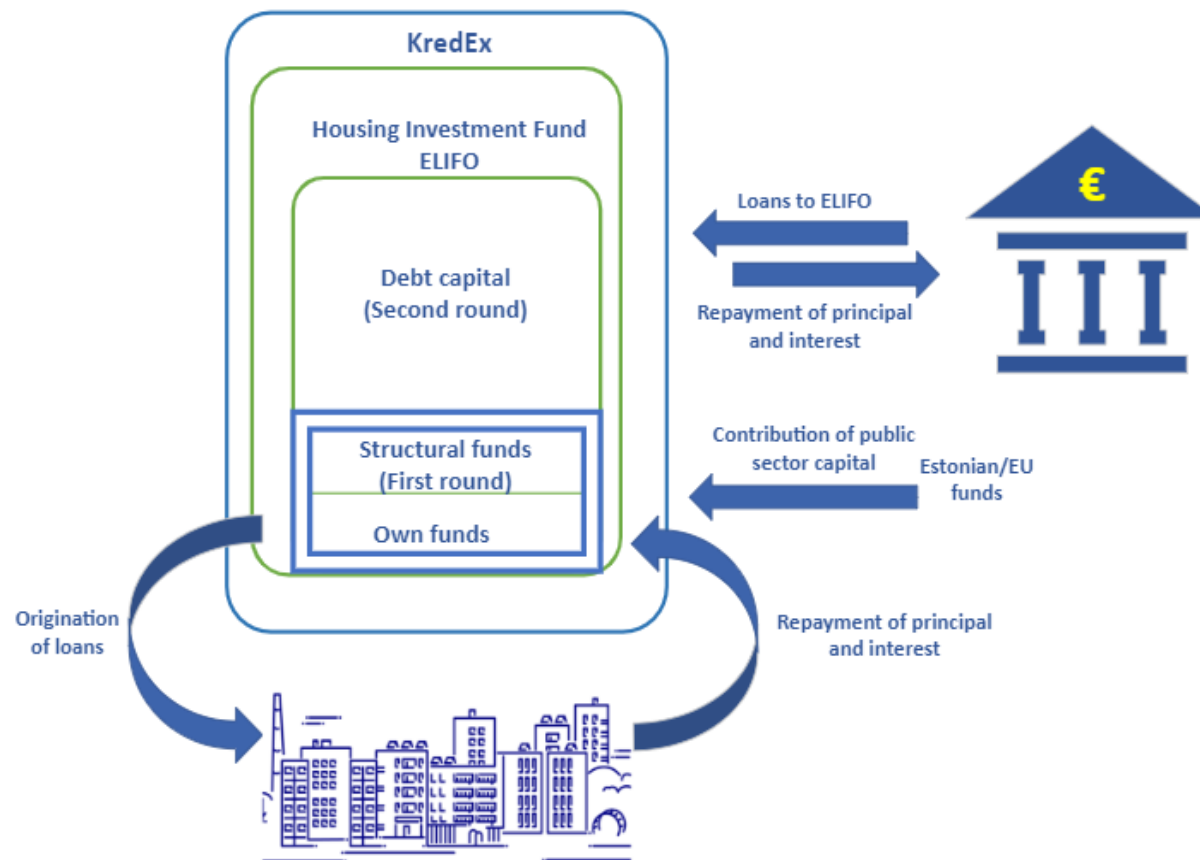 KredEx
Housing Investment Fund
ELIFO
Debt capital
(Second round)
Structural funds
(First round)
Own funds
Loans to ELIFO
€
Repayment of principal
and interest
Contribution of public
sector capital
Estonian/EU
funds
Origination
of loans
Repayment of principal
and interest